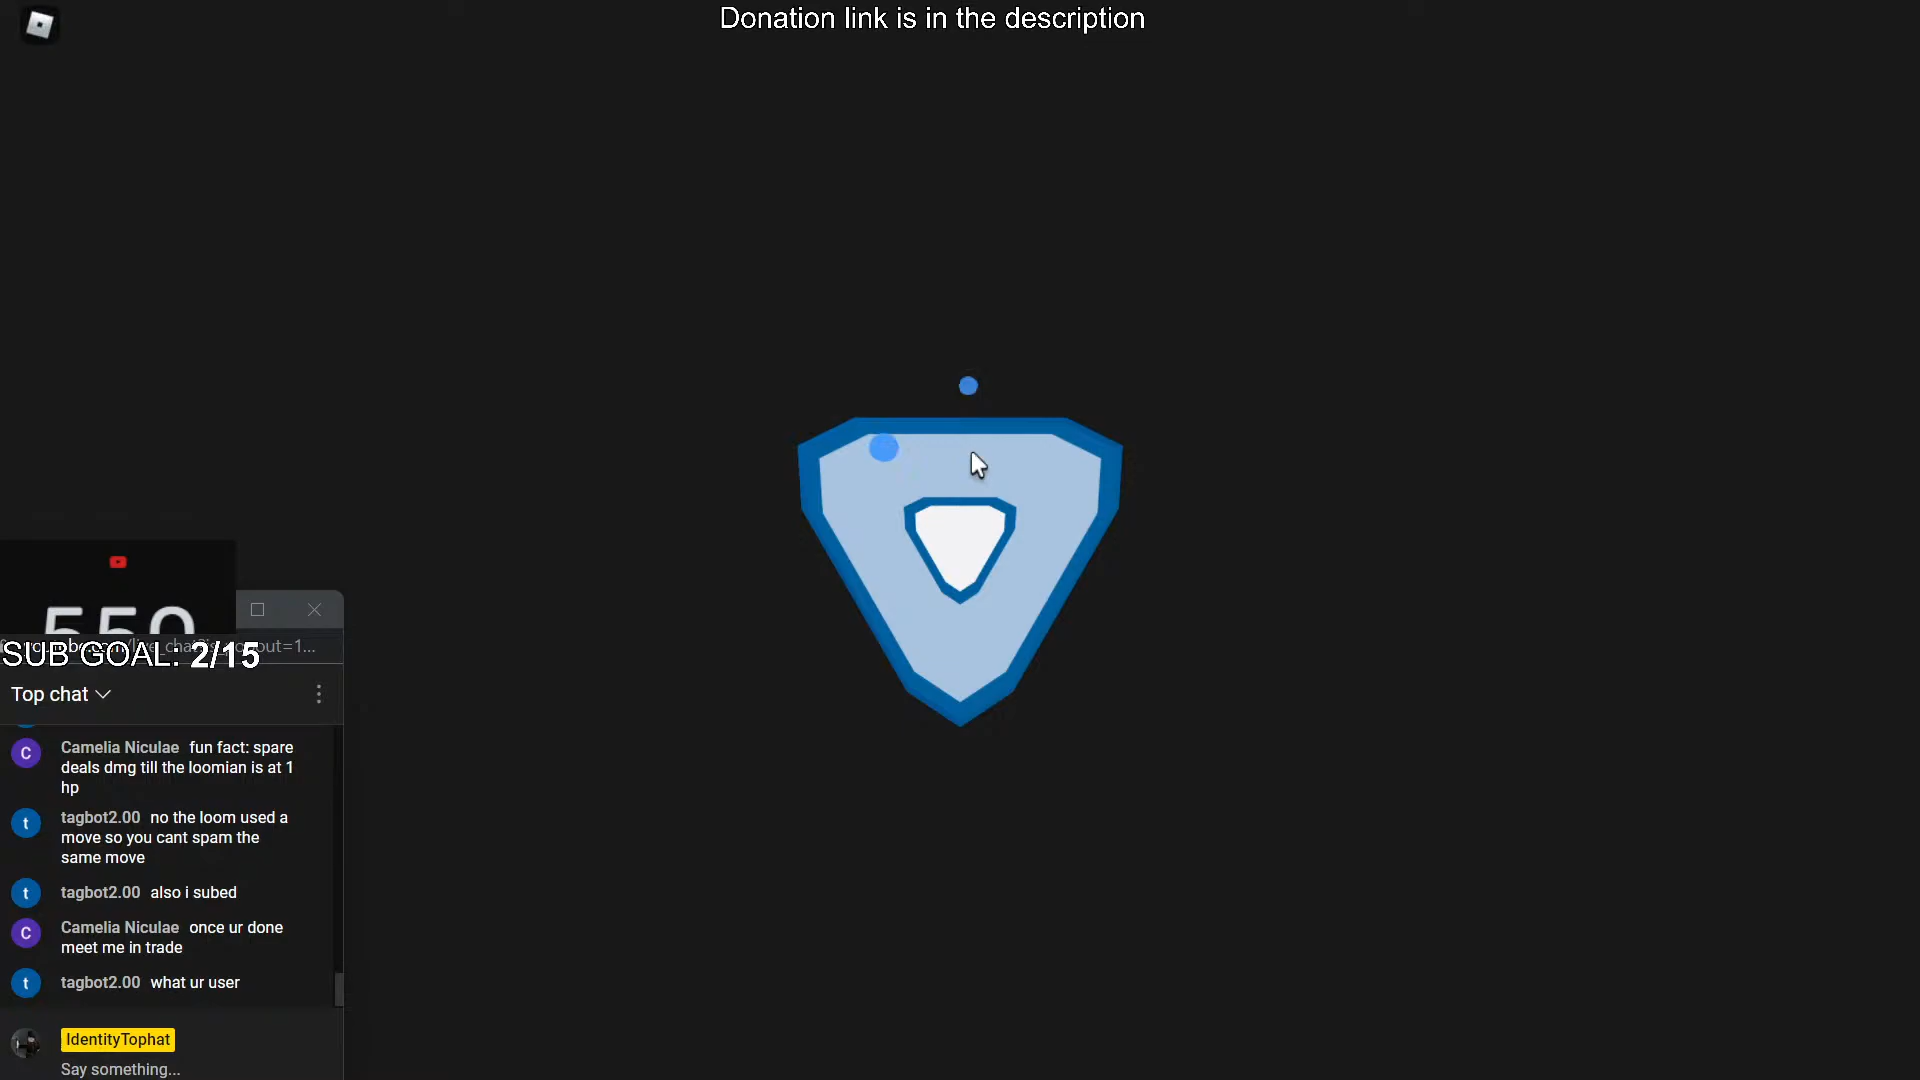 Donation link is in the description
550
SUB GOAL: 2/15
Top chat
C
Camelia Niculae fun fact: spare
deals dmg till the loomian is at 1
hp
t
tagbot2.00 no the loom used a
move so you cant spam the
same move
t
tagbot2.00 also i subed
C
Camelia Niculae once ur done
meet me in trade
t
tagbot2.00 what ur user
IdentityTophat
Say something...